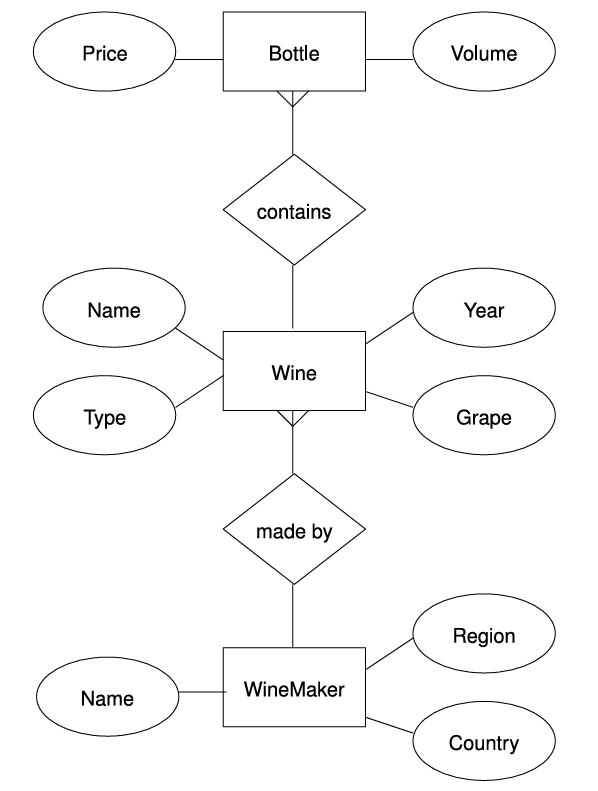 Price
Bottle
Volume
contains
Name
Year
Wine
Type
Grape
made by
Region
Name
WineMaker
Country